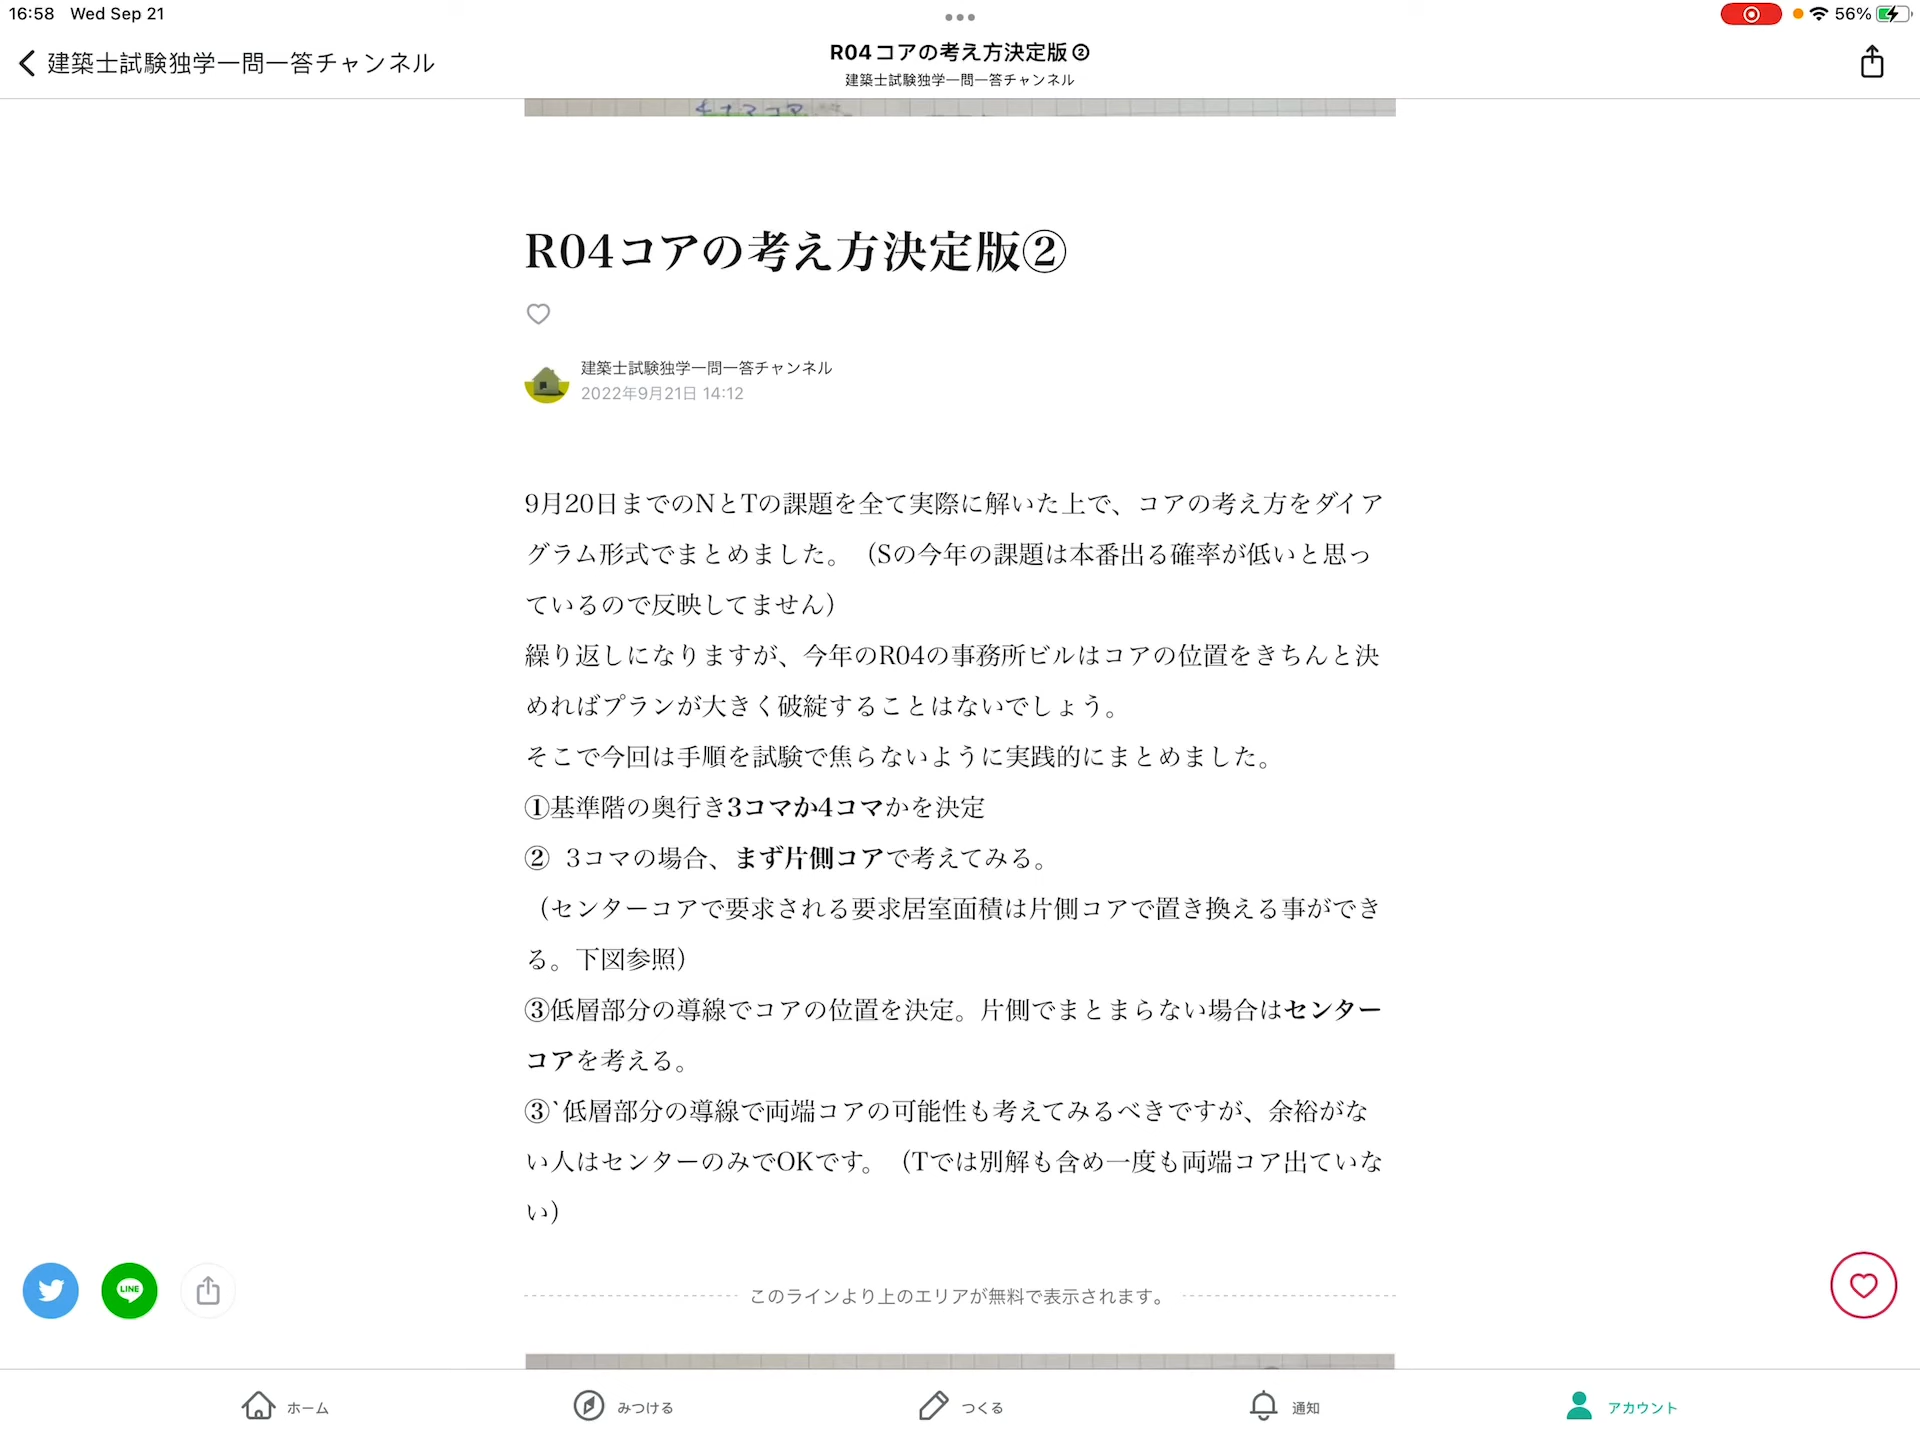 16:58 Wed Sep 21
56%
建築士試験独学一問一答チャンネル
R04コアの考え方決定版②
建築士試験独学一問一答チャンネル
R04コアの考え方決定版②
建築士試験独学一問一答チャンネル
2022年9月21日 14:12
9月20日までのNとTの課題を全て実際に解いた上で、コアの考え方をダイア
グラム形式でまとめました。（Sの今年の課題は本番出る確率が低いと思っ
ているので反映してません）
繰り返しになりますが、今年のR04の事務所ビルはコアの位置をきちんと決
めればプランが大きく破綻することはないでしょう。
そこで今回は手順を試験で焦らないように実践的にまとめました。
①基準階の奥行き3コマか4コマかを決定
② 3コマの場合、まず片側コアで考えてみる。
（センターコアで要求される要求居室面積は片側コアで置き換える事ができ
る。下図参照）
③低層部分の導線でコアの位置を決定。片側でまとまらない場合はセンター
コアを考える。
③`低層部分の導線で両端コアの可能性も考えてみるべきですが、余裕がな
い人はセンターのみでOKです。（Tでは別解も含め一度も両端コア出ていな
い）
このラインより上のエリアが無料で表示されます。
LINE
ホーム みつける つくる 通知 アカウント